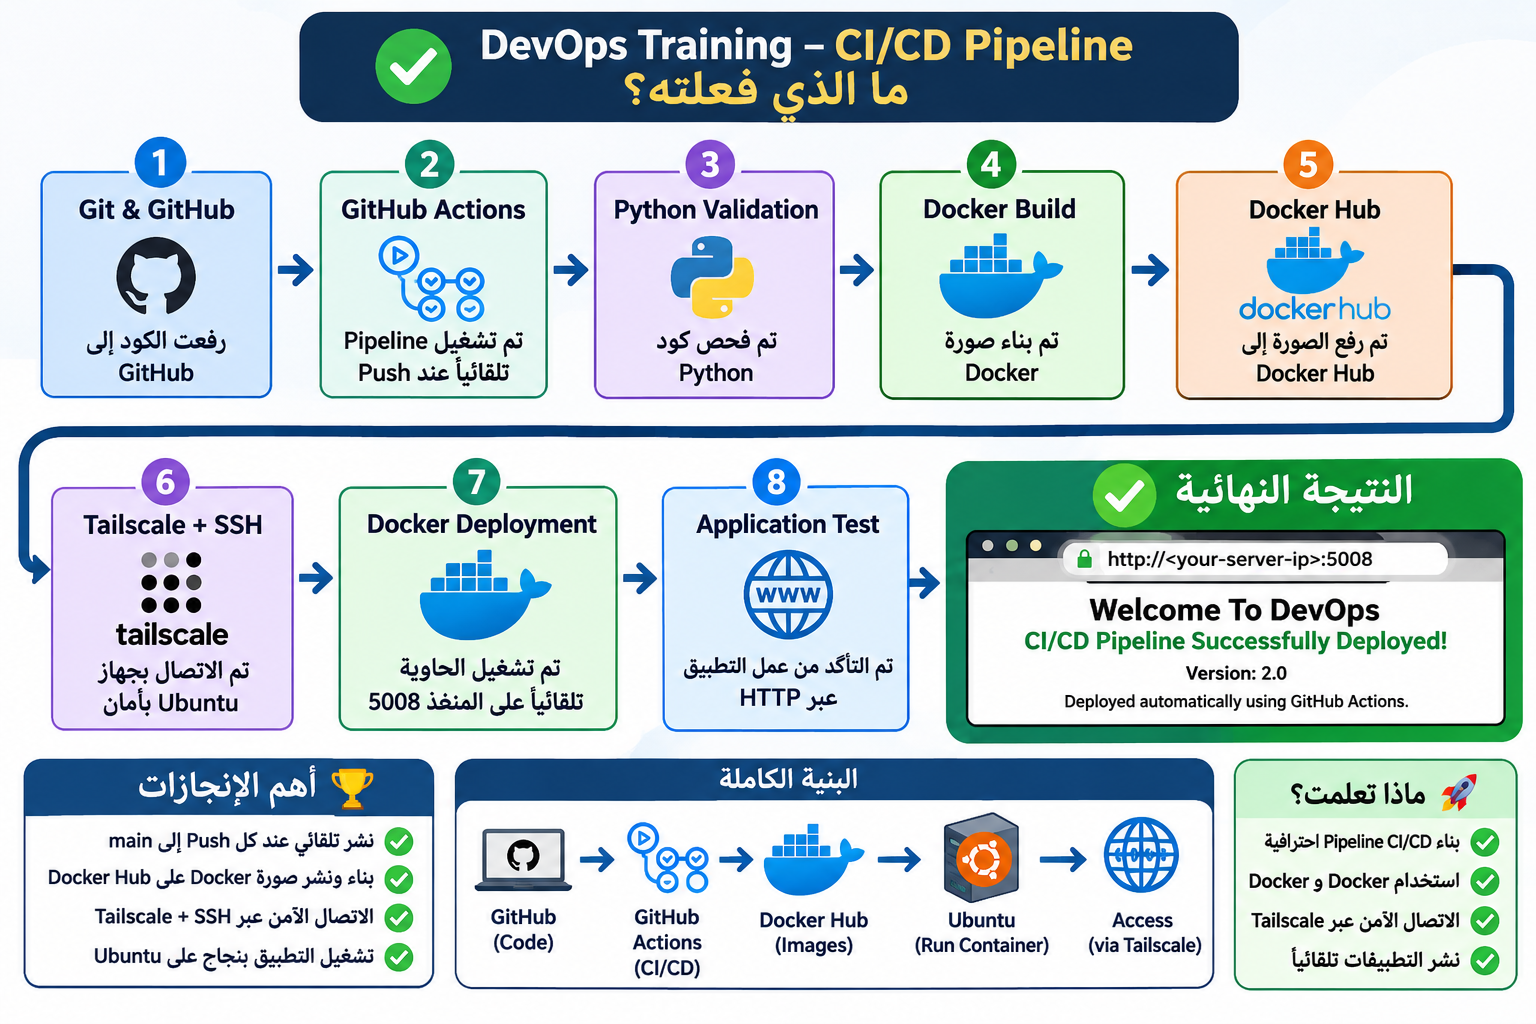 DevOps Training – CI/CD Pipeline
ما الذي فعلته؟
1
Git & GitHub
رفعت الكود إلى
GitHub
2
GitHub Actions
تم تشغيل Pipeline
تلقائياً عند Push
3
Python Validation
تم فحص كود
Python
4
Docker Build
تم بناء صورة
Docker
5
Docker Hub
dockerhub
تم رفع الصورة إلى
Docker Hub
6
Tailscale + SSH
tailscale
تم الاتصال بجهاز
Ubuntu بأمان
7
Docker Deployment
تم تشغيل الحاوية
تلقائياً على المنفذ 5008
8
Application Test
WWW
تم التأكد من عمل التطبيق
عبر HTTP
النتيجة النهائية
http://<your-server-ip>:5008
Welcome To DevOps
CI/CD Pipeline Successfully Deployed!
Version: 2.0
Deployed automatically using GitHub Actions.
أهم الإنجازات
نشر تلقائي عند كل Push إلى main
بناء ونشر صورة Docker على Docker Hub
الاتصال الآمن عبر Tailscale + SSH
تشغيل التطبيق بنجاح على Ubuntu
البنية الكاملة
GitHub
(Code)
GitHub
Actions
(CI/CD)
Docker Hub
(Images)
Ubuntu
(Run Container)
Access
(via Tailscale)
ماذا تعلمت؟
بناء Pipeline CI/CD احترافية
استخدام Docker و Docker
الاتصال الآمن عبر Tailscale
نشر التطبيقات تلقائياً